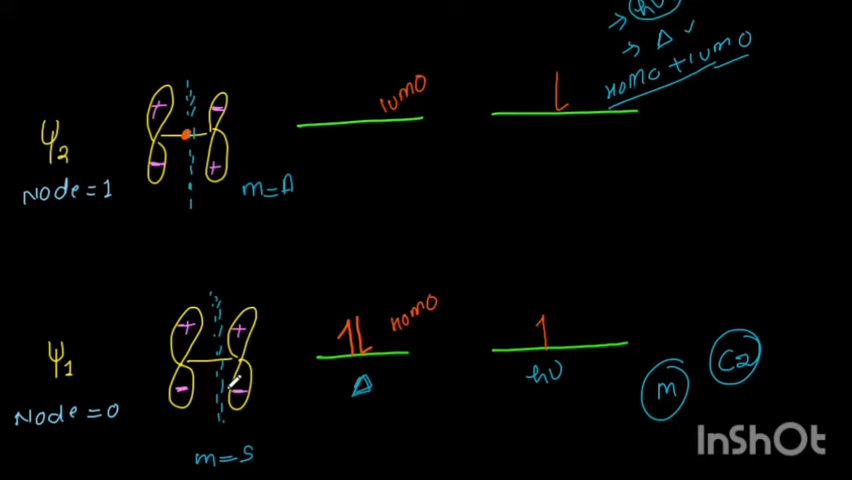 → hν
→ Δ ✓
HOMO + LUMO
LUMO
ψ2
Node = 1
+ -
- +
m = A
HOMO
ψ1
Node = 0
+ +
- -
m = S
Δ
hν
m
C2
InShOt